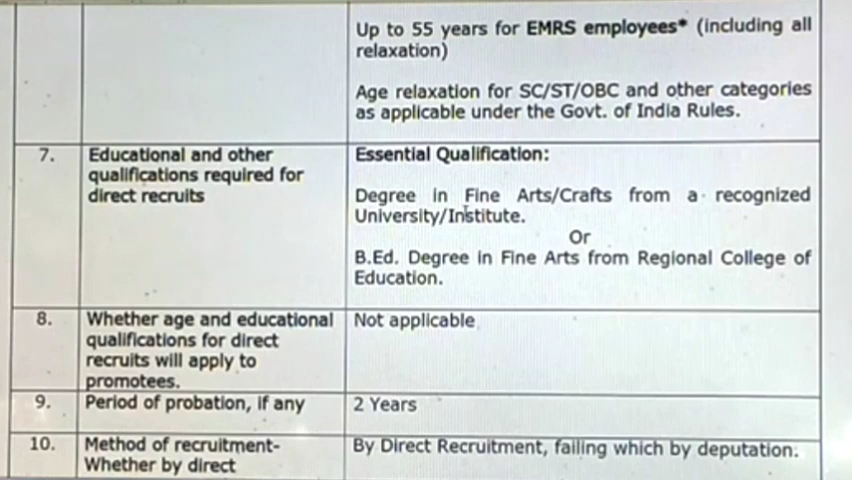 Up to 55 years for EMRS employees* (including all
relaxation)
Age relaxation for SC/ST/OBC and other categories
as applicable under the Govt. of India Rules.
7.
Educational and other
qualifications required for
direct recruits
Essential Qualification:
Degree in Fine Arts/Crafts from a recognized
University/Institute.
Or
B.Ed. Degree in Fine Arts from Regional College of
Education.
8.
Whether age and educational
qualifications for direct
recruits will apply to
promotees.
Not applicable
9.
Period of probation, if any
2 Years
10.
Method of recruitment-
Whether by direct
By Direct Recruitment, failing which by deputation.